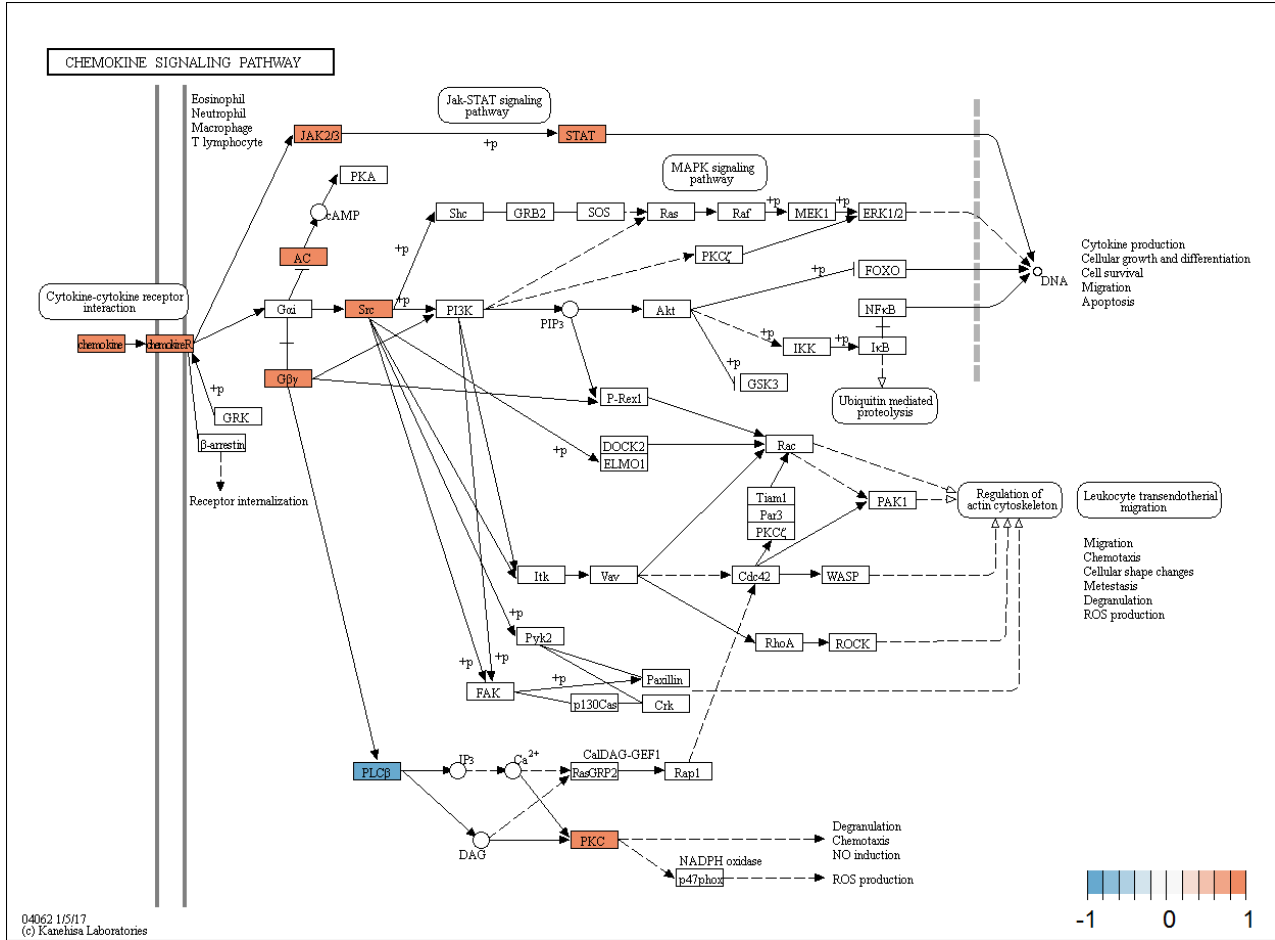 CHEMOKINE SIGNALING PATHWAY
Eosinophil
Neutrophil
Macrophage
T lymphocyte
Jak-STAT signaling
pathway
JAK2/3
+p
STAT
MAPK signaling
pathway
PKA
cAMP
AC
Shc
GRB2
SOS
Ras
Raf
+p
MEK1
+p
ERK1/2
+p
PKCζ
+p
FOXO
DNA
Cytokine production
Cellular growth and differentiation
Cell survival
Migration
Apoptosis
Cytokine-cytokine receptor
interaction
chemokine
chemokineR
Gαi
Src
+p
PI3K
PIP3
Akt
NFκB
+p
IKK
+p
IκB
+p
GSK3
Ubiquitin mediated
proteolysis
Gβγ
+p
GRK
β-arrestin
Receptor internalization
P-Rex1
+p
DOCK2
ELMO1
Rac
Tiam1
Par3
PKCζ
PAK1
Regulation of
actin cytoskeleton
Leukocyte transendotherial
migration
Migration
Chemotaxis
Cellular shape changes
Metastasis
Degranulation
ROS production
Itk
Vav
Cdc42
WASP
+p
Pyk2
RhoA
ROCK
+p
+p
FAK
+p
Paxillin
p130Cas
Crk
PLCβ
IP3
Ca2+
CalDAG-GEF1
RasGRP2
Rap1
DAG
PKC
Degranulation
Chemotaxis
NO induction
NADPH oxidase
p47phox
ROS production
-1
0
1
04062 1/5/17
(c) Kanehisa Laboratories